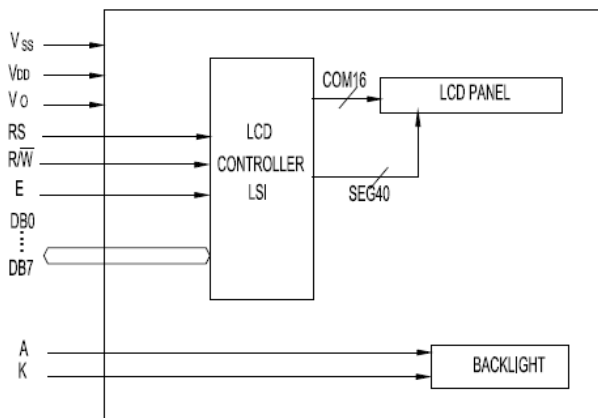 VSS
VDD
VO
RS
R/W̅
E
DB0
DB7
A
K
LCD
CONTROLLER
LSI
COM16
SEG40
LCD PANEL
BACKLIGHT